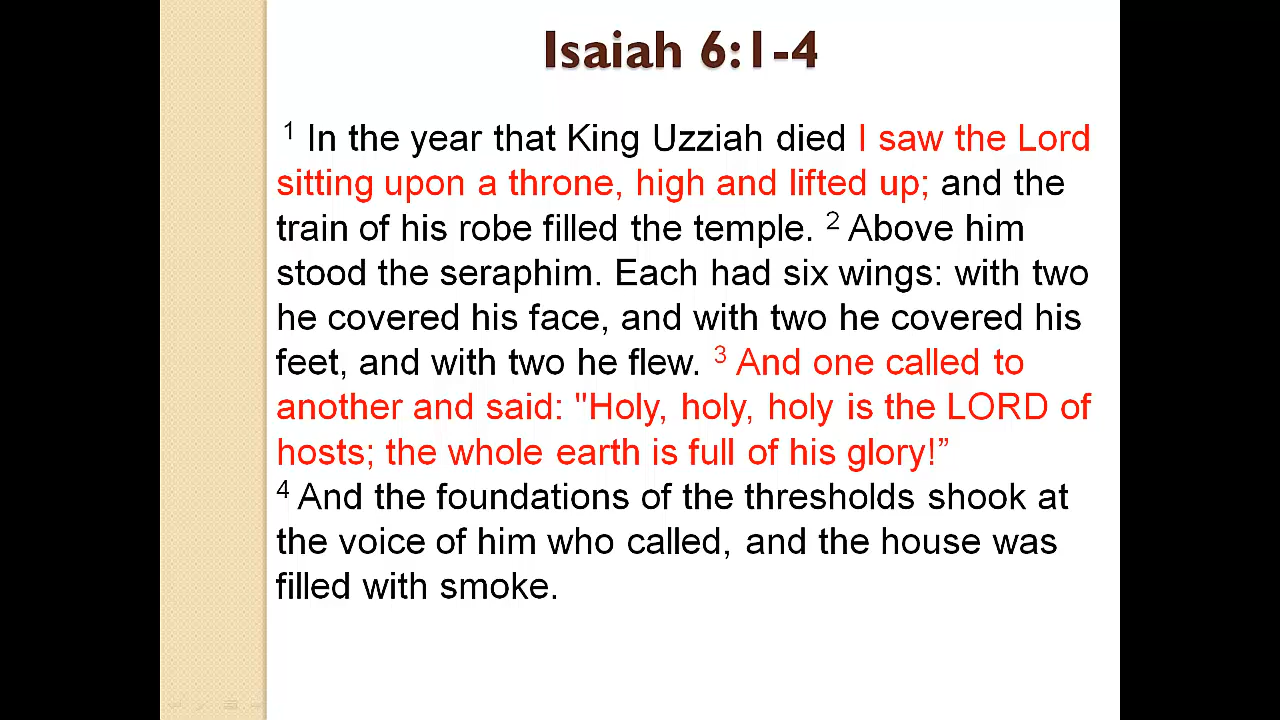 Isaiah 6:1-4
1 In the year that King Uzziah died I saw the Lord
sitting upon a throne, high and lifted up; and the
train of his robe filled the temple. 2 Above him
stood the seraphim. Each had six wings: with two
he covered his face, and with two he covered his
feet, and with two he flew. 3 And one called to
another and said: "Holy, holy, holy is the LORD of
hosts; the whole earth is full of his glory!”
4 And the foundations of the thresholds shook at
the voice of him who called, and the house was
filled with smoke.